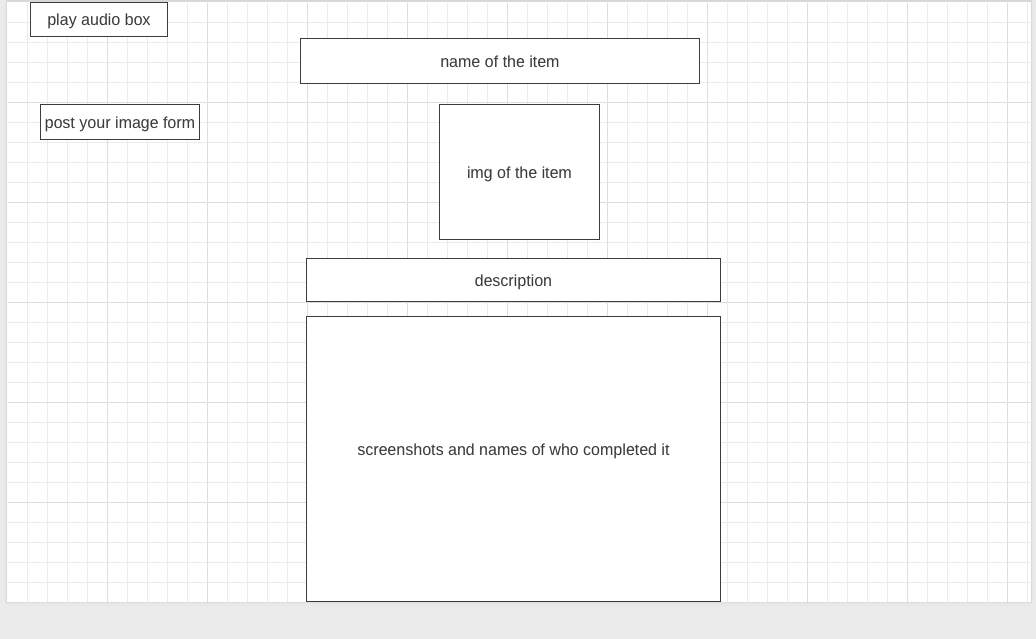 play audio box
name of the item
post your image form
img of the item
description
screenshots and names of who completed it